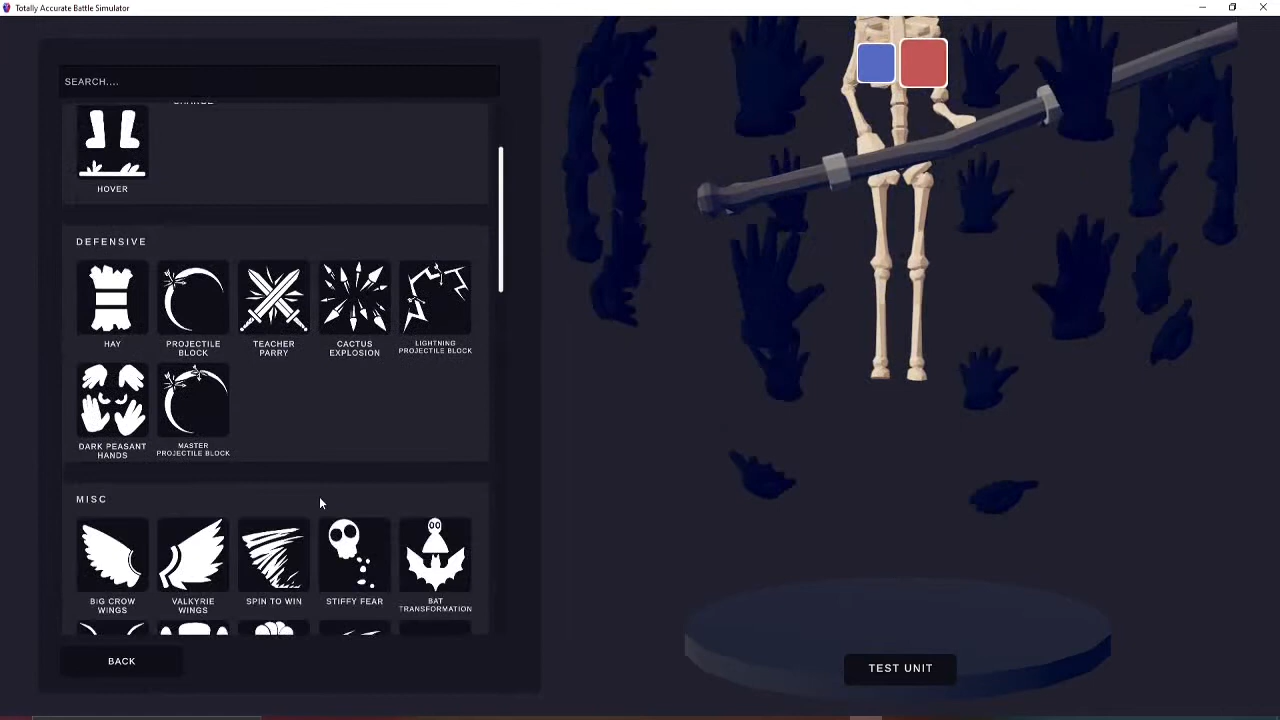 Totally Accurate Battle Simulator
SEARCH....
HOVER
DEFENSIVE
HAY
PROJECTILE
BLOCK
TEACHER
PARRY
CACTUS
EXPLOSION
LIGHTNING
PROJECTILE BLOCK
DARK PEASANT
HANDS
MASTER
PROJECTILE BLOCK
MISC
BIG CROW
WINGS
VALKYRIE
WINGS
SPIN TO WIN
STIFFY FEAR
BAT
TRANSFORMATION
BACK
TEST UNIT